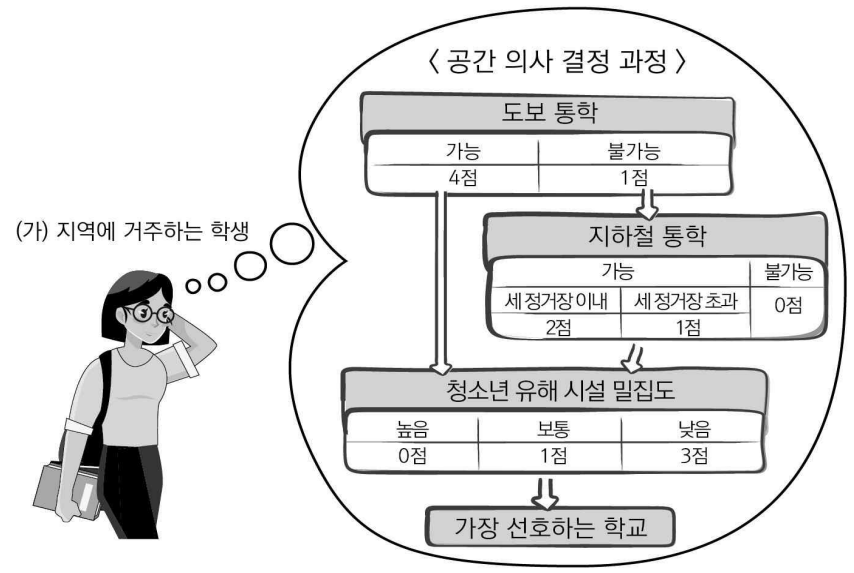 〈 공간 의사 결정 과정 〉
도보 통학
가능 불가능
4점 1점
(가) 지역에 거주하는 학생
지하철 통학
가능 불가능
세 정거장 이내 세 정거장 초과 0점
2점 1점
청소년 유해 시설 밀집도
높음 보통 낮음
0점 1점 3점
가장 선호하는 학교